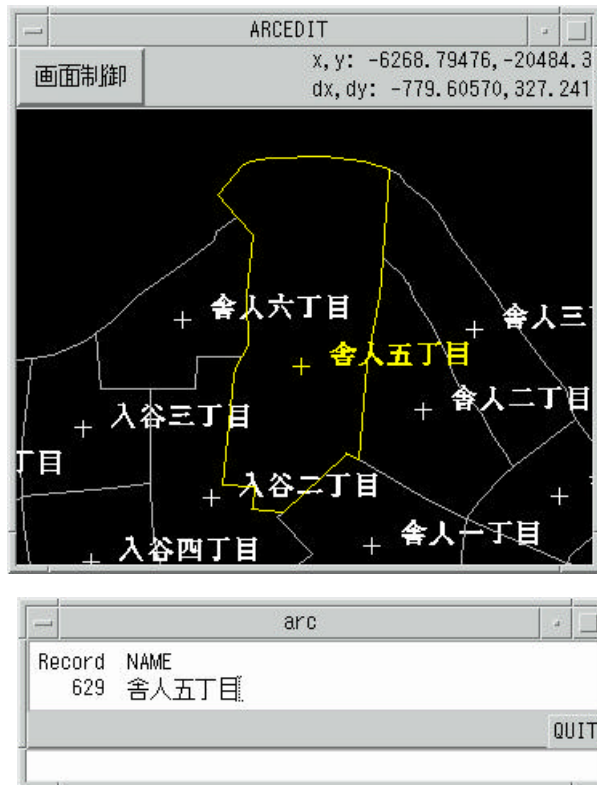 ARCEDIT
画面制御
x,y: -6268.79476,-20484.3
dx,dy: -779.60570,327.241
舎人六丁目
舎人三
舎人五丁目
舎人二丁目
入谷三丁目
丁目
入谷二丁目
舎人一丁目
入谷四丁目
arc
Record NAME
629 舎人五丁目
QUIT